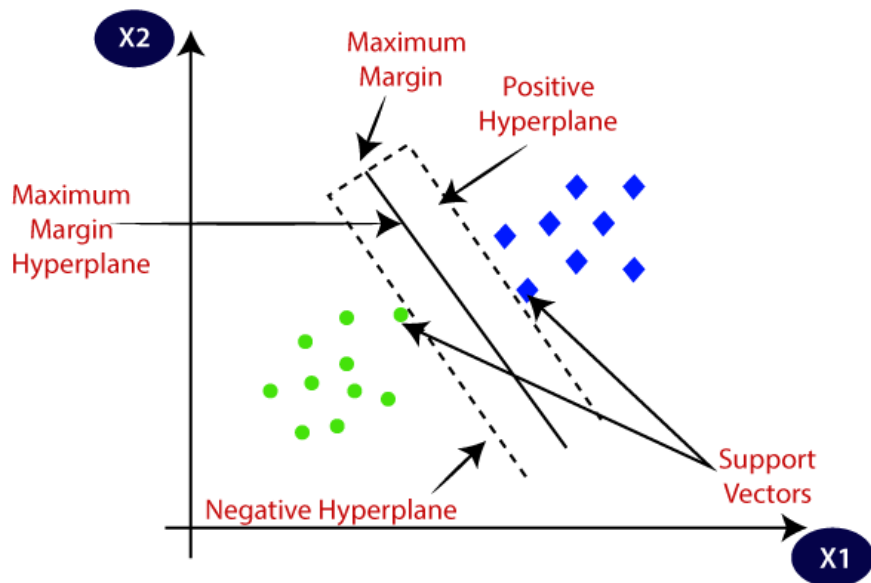 X2
Maximum
Margin
Positive
Hyperplane
Maximum
Margin
Hyperplane
Support
Vectors
Negative Hyperplane
X1